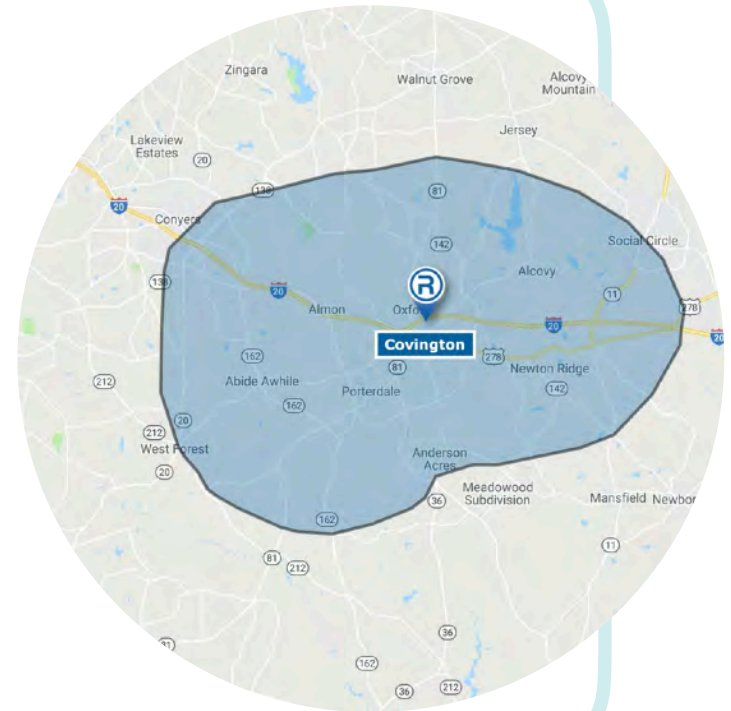 Zingara
Walnut Grove
Alcovy
Mountain
Jersey
Lakeview
Estates
20
138
81
20
Conyers
142
Social Circle
Alcovy
138
20
R
11
278
Almon
Oxfo
20
20
Covington
162
81
278
Newton Ridge
212
Abide Awhile
142
162
Porterdale
20
212
West Forest
Anderson
Acres
20
Meadowood
Subdivision
36
Mansfield
Newbor
162
11
81
212
36
162
212
36